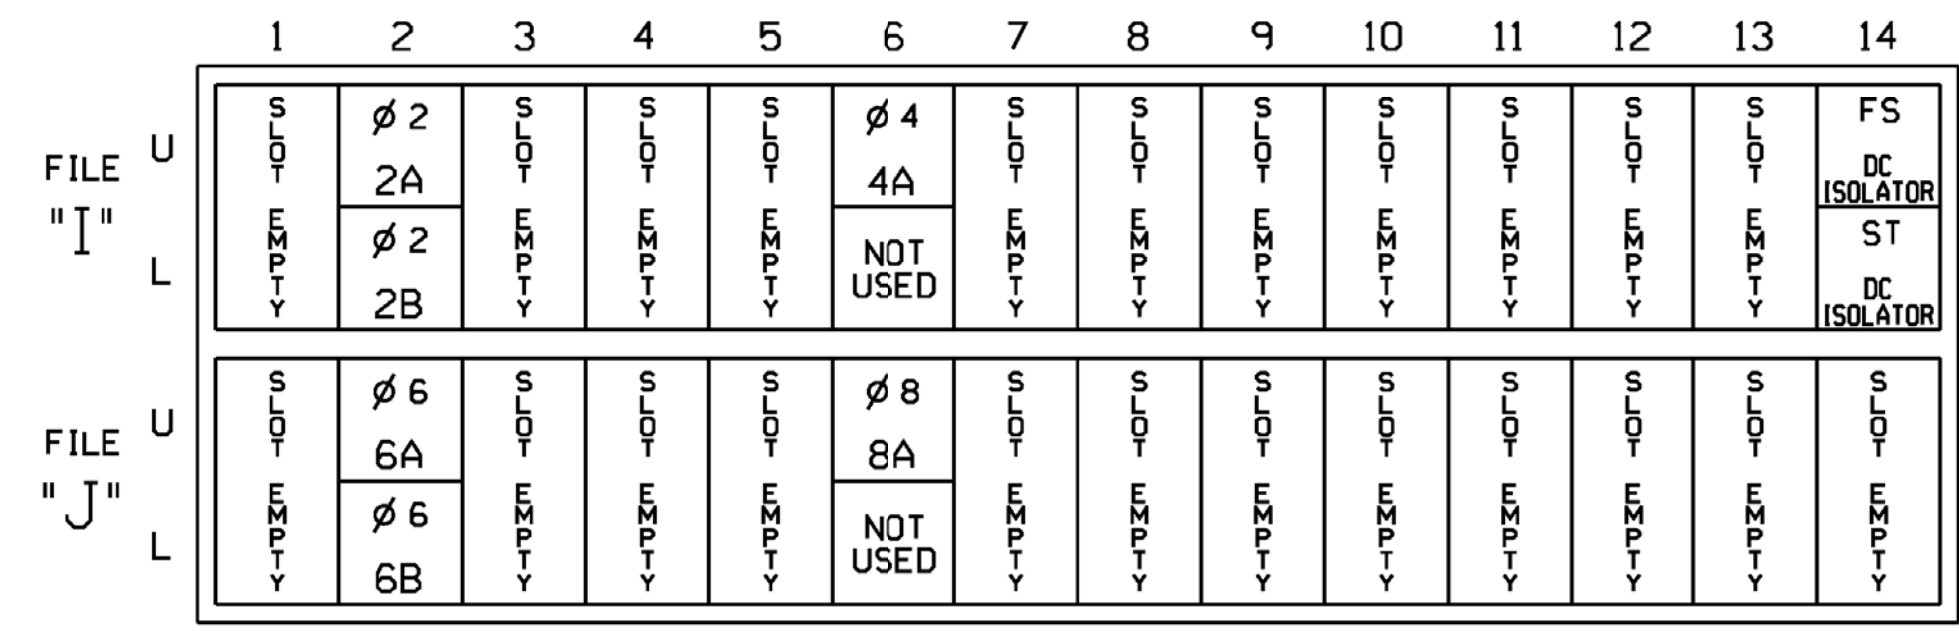 1 2 3 4 5 6 7 8 9 10 11 12 13 14
FILE "I"
U
L
SLOT EMPTY
Ø 2
2A
Ø 2
2B
SLOT EMPTY
SLOT EMPTY
SLOT EMPTY
Ø 4
4A
NOT
USED
SLOT EMPTY
SLOT EMPTY
SLOT EMPTY
SLOT EMPTY
SLOT EMPTY
SLOT EMPTY
SLOT EMPTY
FS
DC
ISOLATOR
ST
DC
ISOLATOR
FILE "J"
U
L
SLOT EMPTY
Ø 6
6A
Ø 6
6B
SLOT EMPTY
SLOT EMPTY
SLOT EMPTY
Ø 8
8A
NOT
USED
SLOT EMPTY
SLOT EMPTY
SLOT EMPTY
SLOT EMPTY
SLOT EMPTY
SLOT EMPTY
SLOT EMPTY
SLOT EMPTY